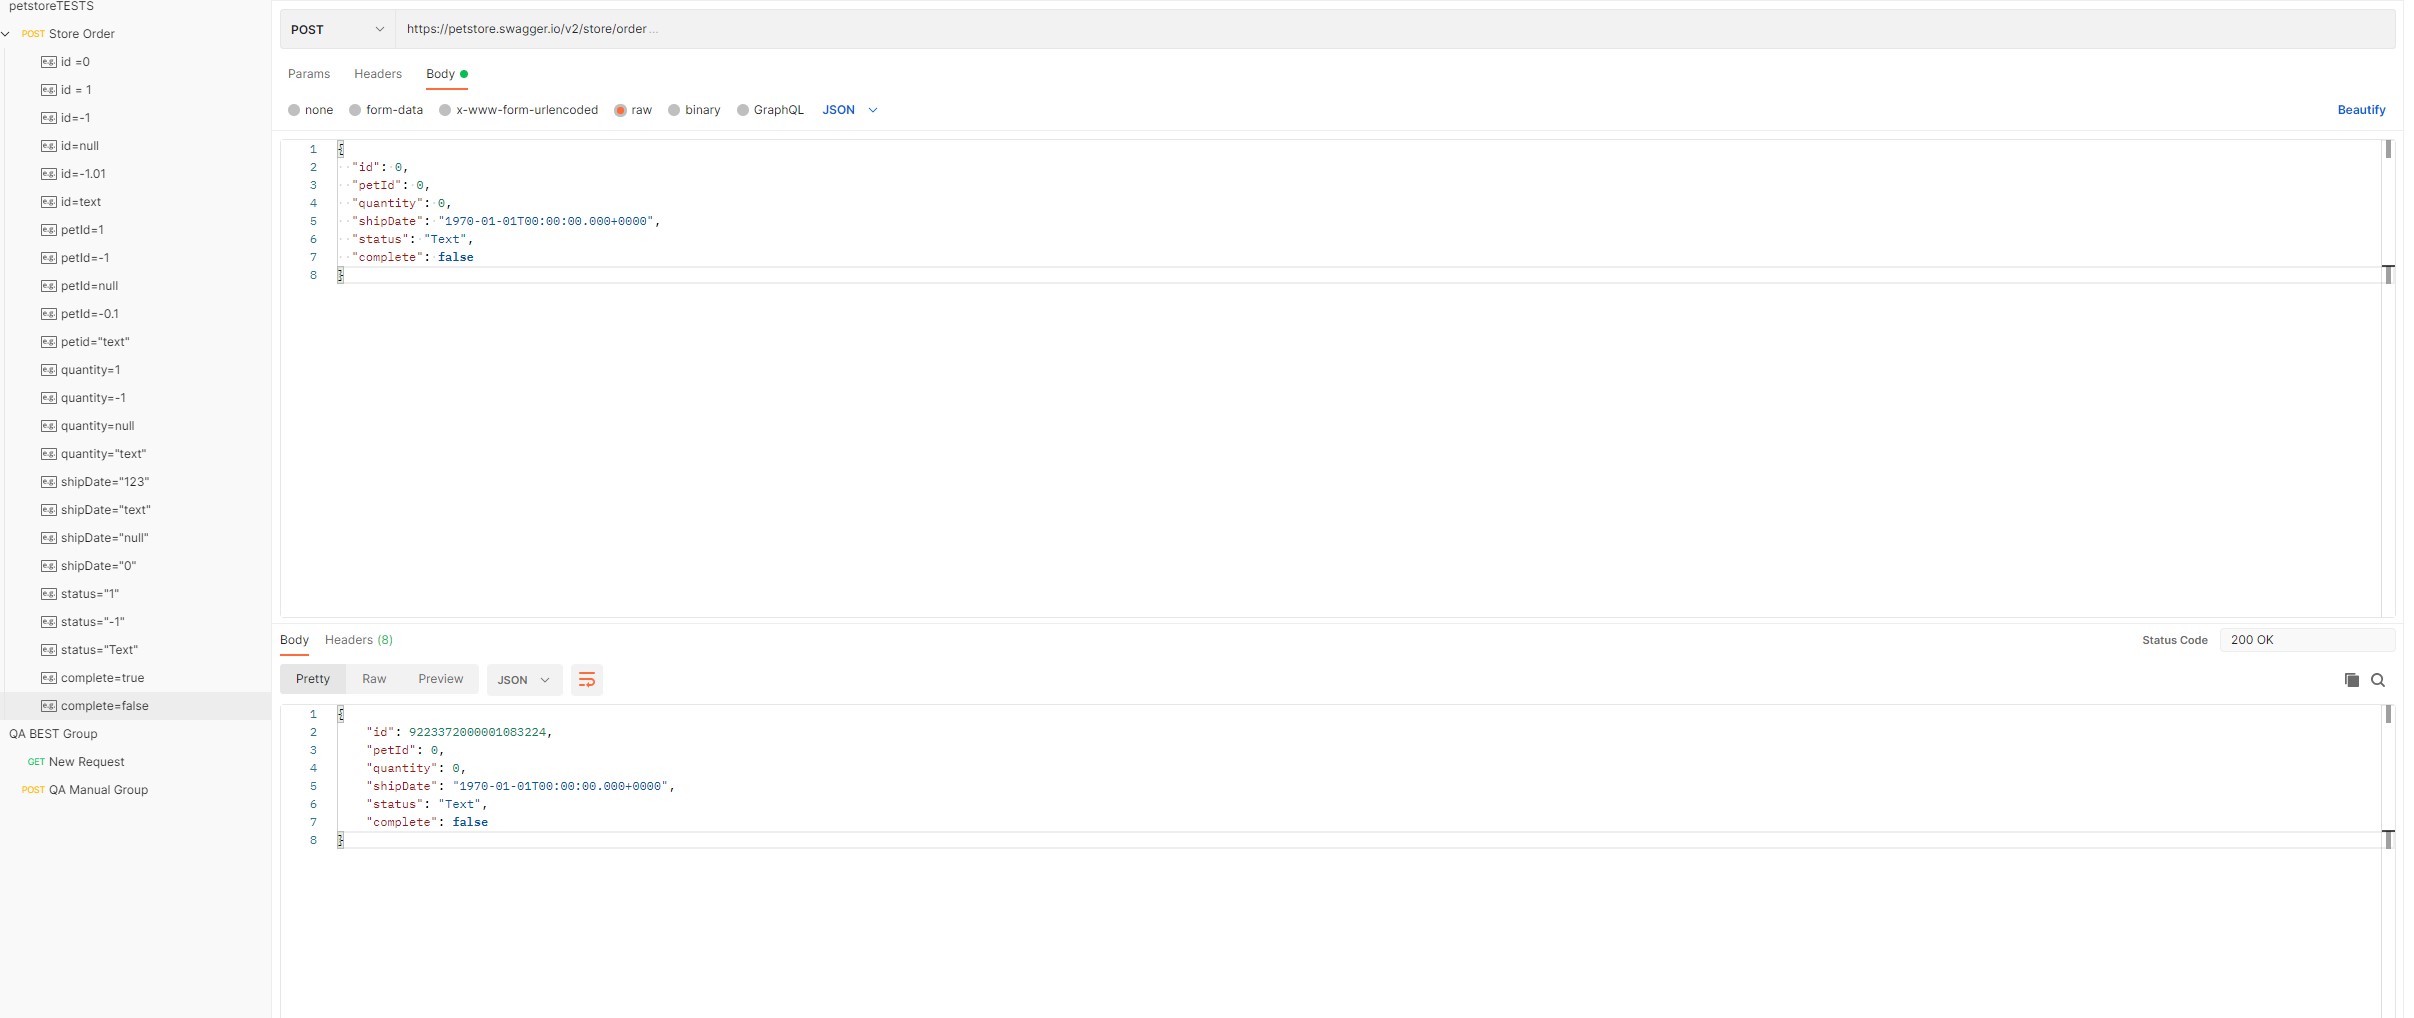 petstoreTESTS
POST Store Order
e.g. id =0
e.g. id = 1
e.g. id=-1
e.g. id=null
e.g. id=-1.01
e.g. id=text
e.g. petId=1
e.g. petId=-1
e.g. petId=null
e.g. petId=-0.1
e.g. petid="text"
e.g. quantity=1
e.g. quantity=-1
e.g. quantity=null
e.g. quantity="text"
e.g. shipDate="123"
e.g. shipDate="text"
e.g. shipDate="null"
e.g. shipDate="0"
e.g. status="1"
e.g. status="-1"
e.g. status="Text"
e.g. complete=true
e.g. complete=false
QA BEST Group
GET New Request
POST QA Manual Group
POST https://petstore.swagger.io/v2/store/order ...
Params Headers Body
none form-data x-www-form-urlencoded raw binary GraphQL JSON Beautify
1 {
2 "id": 0,
3 "petId": 0,
4 "quantity": 0,
5 "shipDate": "1970-01-01T00:00:00.000+0000",
6 "status": "Text",
7 "complete": false
8 }
Body Headers (8) Status Code 200 OK
Pretty Raw Preview JSON
1 {
2 "id": 9223372000001083224,
3 "petId": 0,
4 "quantity": 0,
5 "shipDate": "1970-01-01T00:00:00.000+0000",
6 "status": "Text",
7 "complete": false
8 }